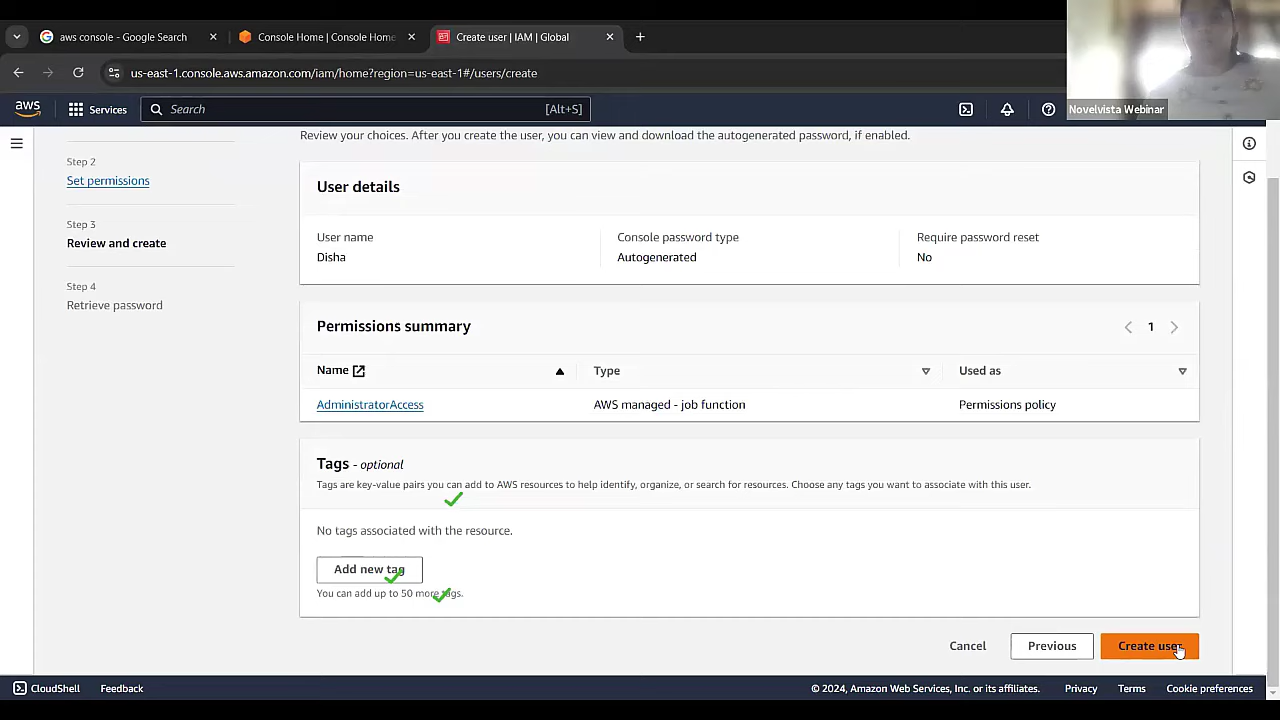 aws console - Google Search
Console Home | Console Home
Create user | IAM | Global
us-east-1.console.aws.amazon.com/iam/home?region=us-east-1#/users/create
aws
Services
Search
[Alt+S]
Novelvista Webinar
Review your choices. After you create the user, you can view and download the autogenerated password, if enabled.
Step 2
Set permissions
Step 3
Review and create
Step 4
Retrieve password
User details
User name
Disha
Console password type
Autogenerated
Require password reset
No
Permissions summary
1
Name
Type
Used as
AdministratorAccess
AWS managed - job function
Permissions policy
Tags - optional
Tags are key-value pairs you can add to AWS resources to help identify, organize, or search for resources. Choose any tags you want to associate with this user.
No tags associated with the resource.
Add new tag
You can add up to 50 more tags.
Cancel
Previous
Create user
CloudShell
Feedback
© 2024, Amazon Web Services, Inc. or its affiliates.
Privacy
Terms
Cookie preferences